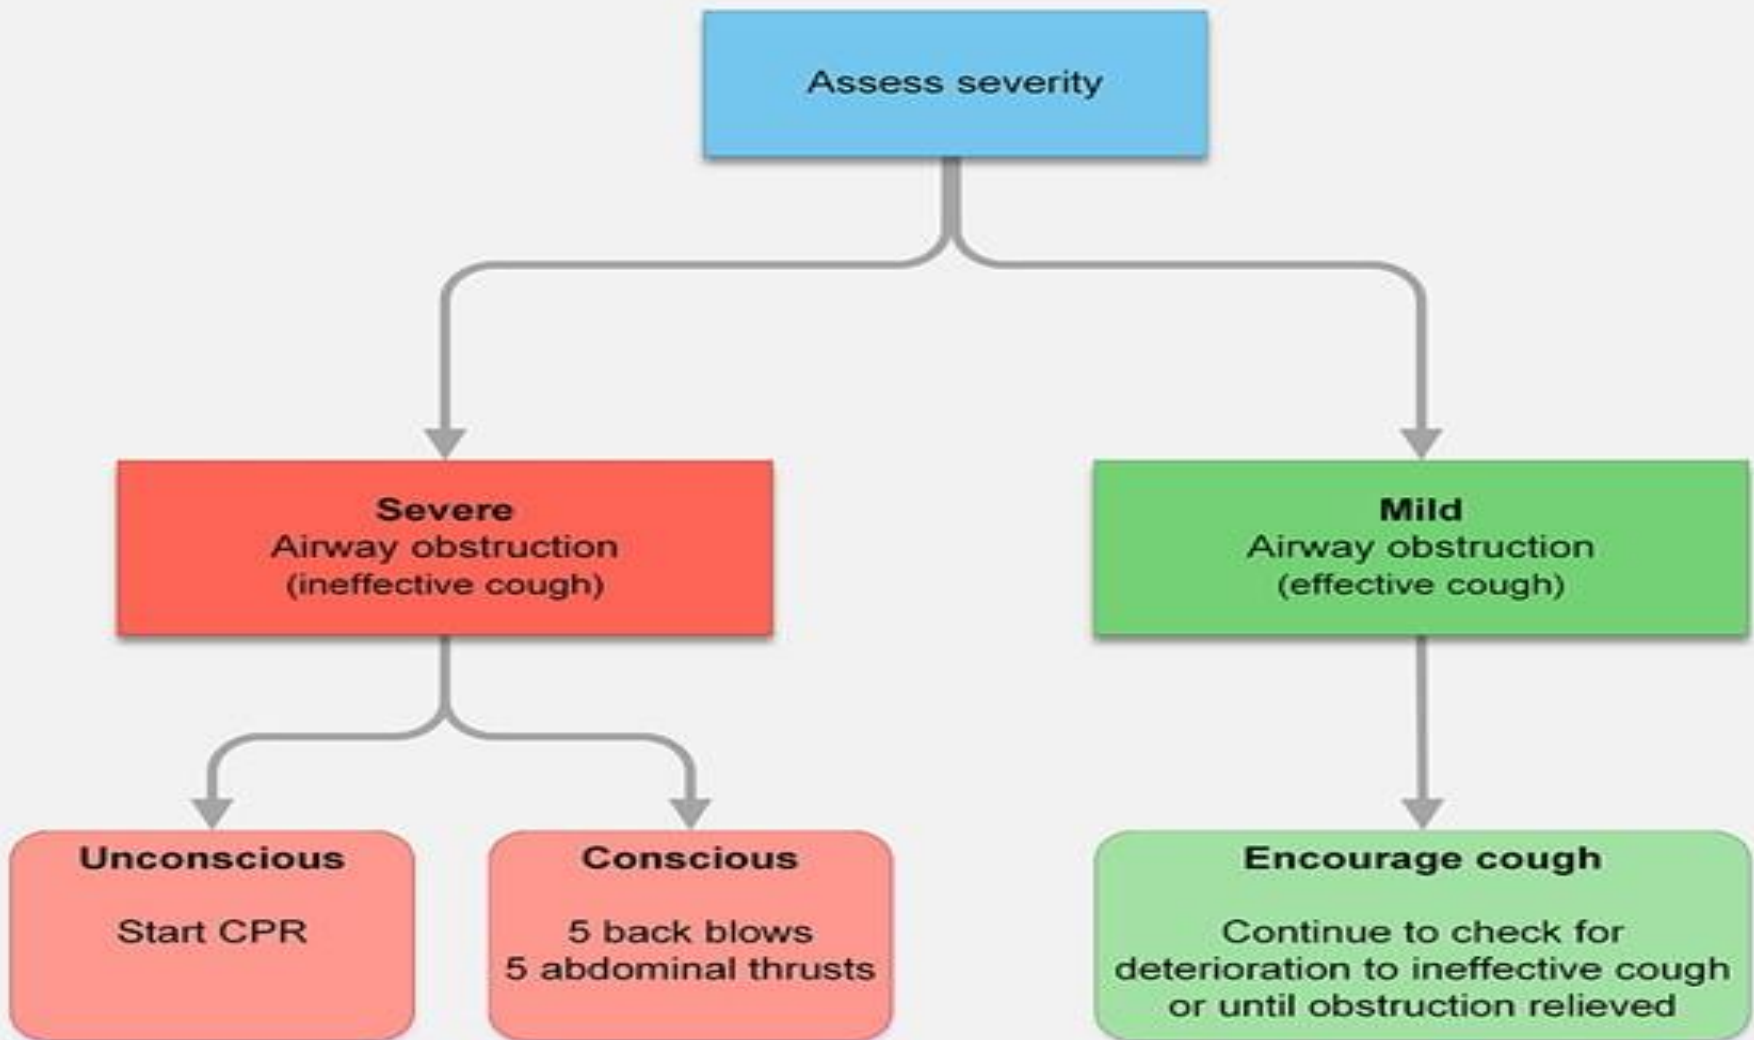 Assess severity
Severe
Airway obstruction
(ineffective cough)
Mild
Airway obstruction
(effective cough)
Unconscious
Start CPR
Conscious
5 back blows
5 abdominal thrusts
Encourage cough
Continue to check for
deterioration to ineffective cough
or until obstruction relieved